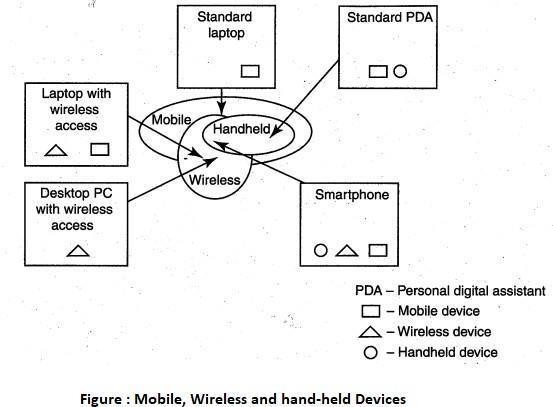 Standard
laptop
Standard PDA
Laptop with
wireless
access
Mobile
Handheld
Wireless
Desktop PC
with wireless
access
Smartphone
PDA – Personal digital assistant
– Mobile device
– Wireless device
– Handheld device
Figure : Mobile, Wireless and hand-held Devices